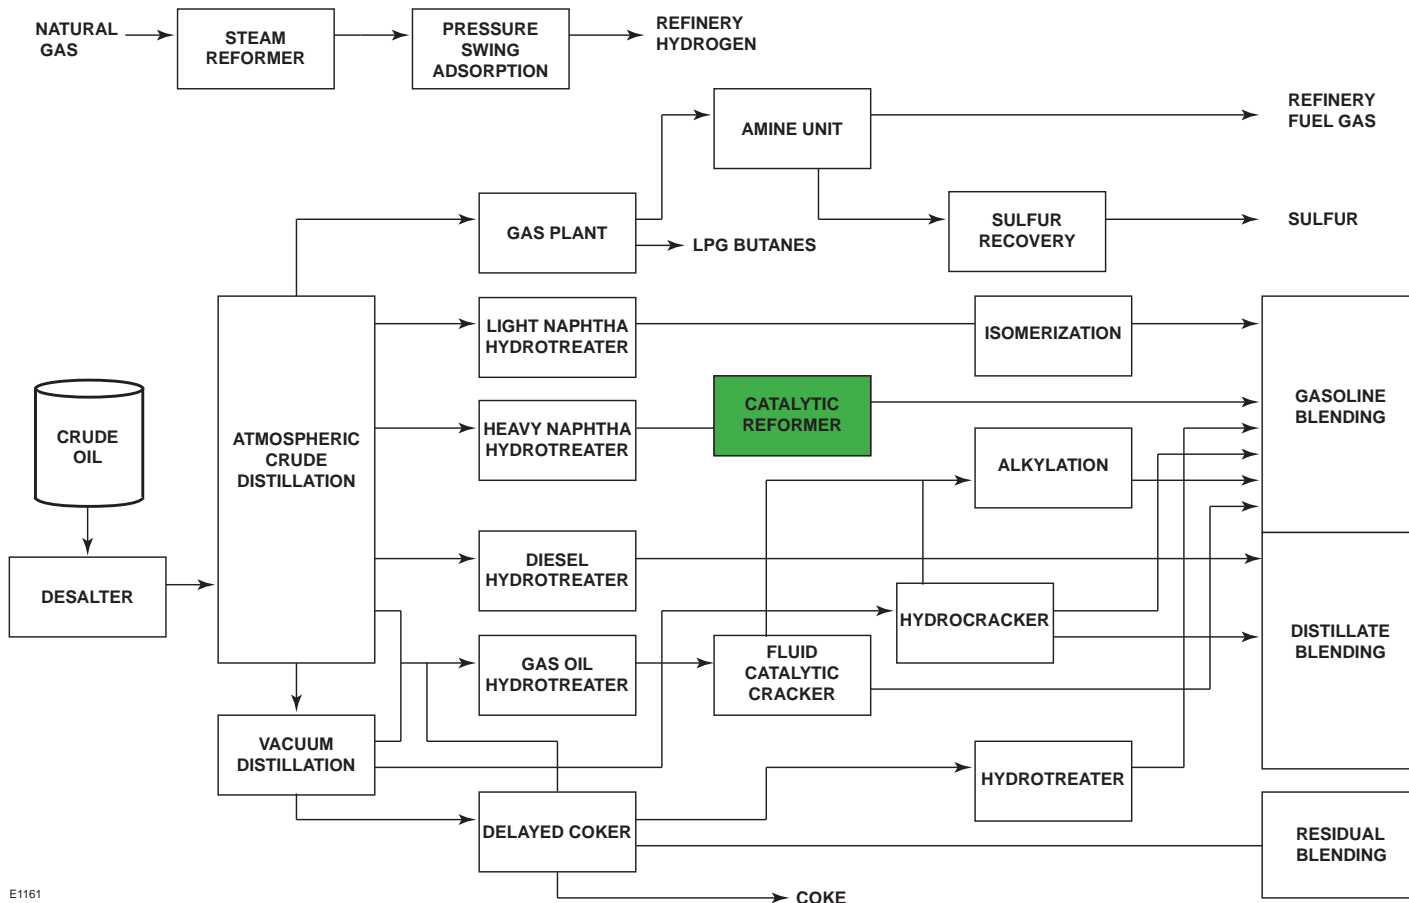 NATURAL
GAS
STEAM
REFORMER
PRESSURE
SWING
ADSORPTION
REFINERY
HYDROGEN
AMINE UNIT
REFINERY
FUEL GAS
GAS PLANT
LPG BUTANES
SULFUR
RECOVERY
SULFUR
LIGHT NAPHTHA
HYDROTREATER
ISOMERIZATION
GASOLINE
BLENDING
CRUDE
OIL
ATMOSPHERIC
CRUDE
DISTILLATION
HEAVY NAPHTHA
HYDROTREATER
CATALYTIC
REFORMER
ALKYLATION
DESALTER
DIESEL
HYDROTREATER
HYDROCRACKER
DISTILLATE
BLENDING
GAS OIL
HYDROTREATER
FLUID
CATALYTIC
CRACKER
VACUUM
DISTILLATION
HYDROTREATER
DELAYED COKER
RESIDUAL
BLENDING
COKE
E1161